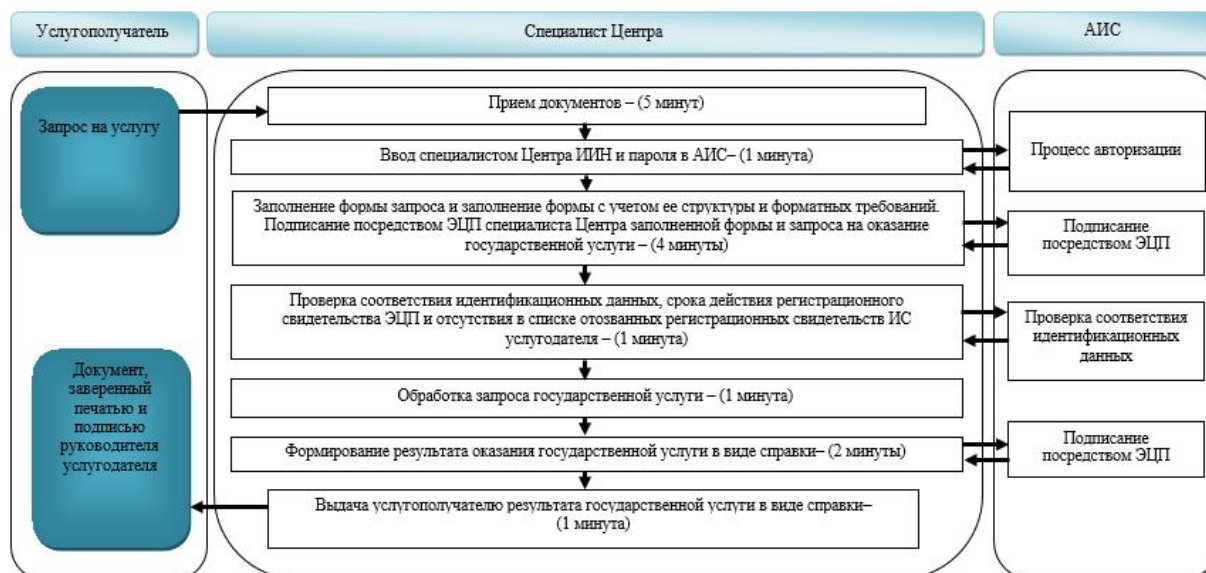 Услугополучатель
Специалист Центра
АИС
Запрос на услугу
Прием документов – (5 минут)
Ввод специалистом Центра ИИН и пароля в АИС– (1 минута)
Процесс авторизации
Заполнение формы запроса и заполнение формы с учетом ее структуры и форматных требований.
Подписание посредством ЭЦП специалиста Центра заполненной формы и запроса на оказание
государственной услуги – (4 минуты)
Подписание
посредством ЭЦП
Проверка соответствия идентификационных данных, срока действия регистрационного
свидетельства ЭЦП и отсутствия в списке отозванных регистрационных свидетельств ИС
услугодателя – (1 минута)
Проверка соответствия
идентификационных
данных
Документ,
заверенный
печатью и
подписью
руководителя
услугодателя
Обработка запроса государственной услуги – (1 минута)
Формирование результата оказания государственной услуги в виде справки– (2 минуты)
Подписание
посредством ЭЦП
Выдача услугополучателю результата государственной услуги в виде справки–
(1 минута)